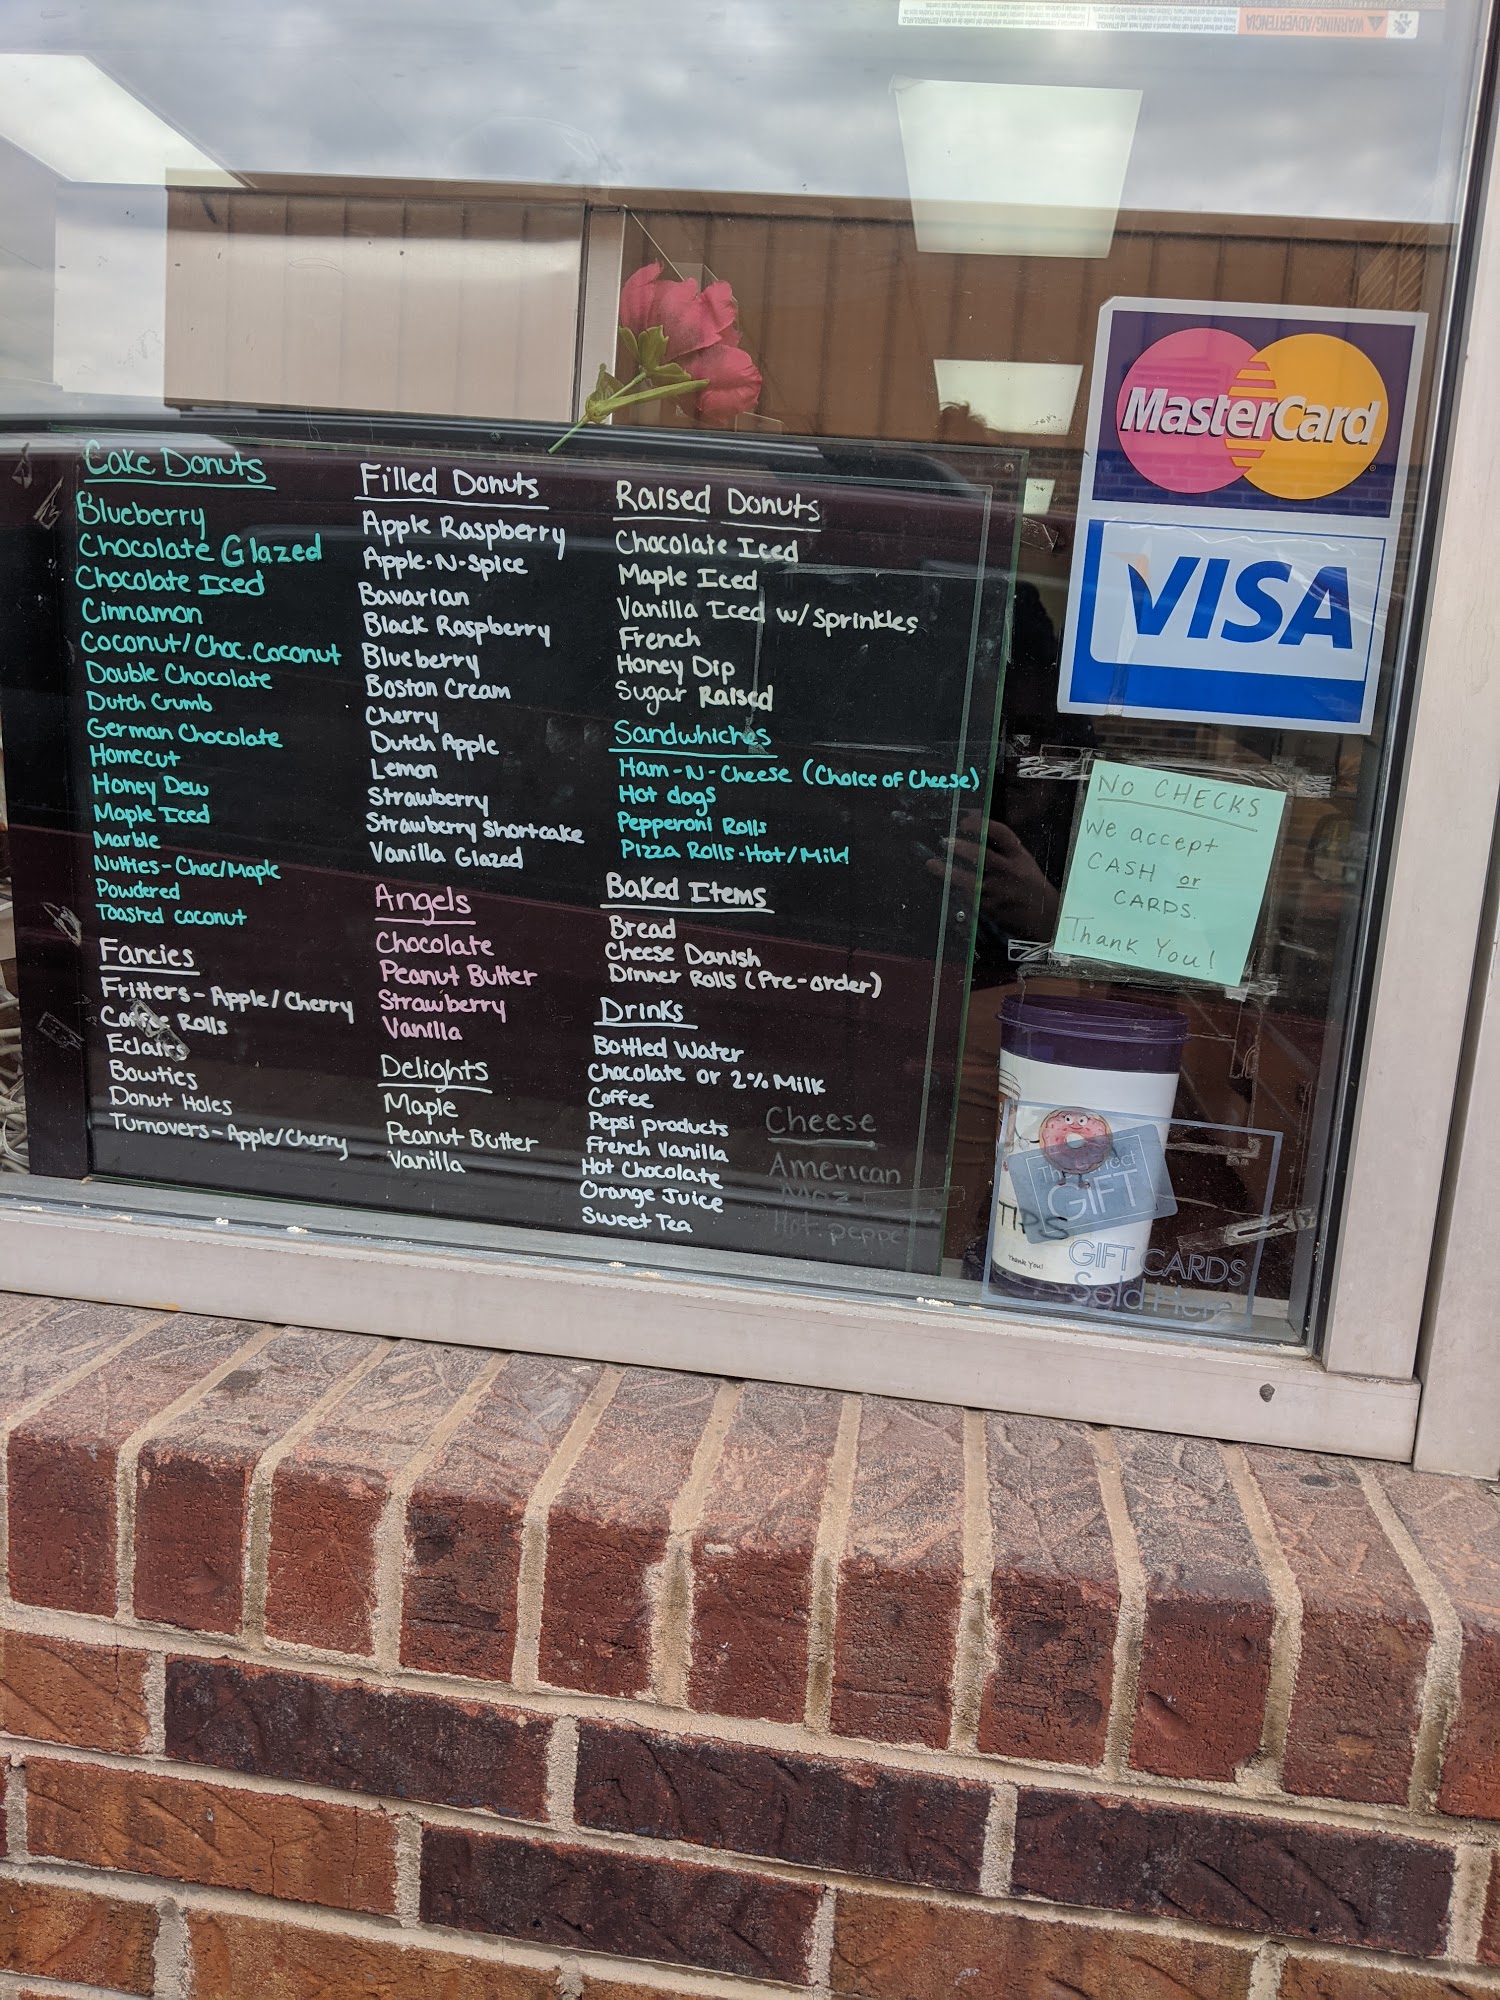 WARNING/ADVERTENCIA
Cake Donuts
Blueberry
Chocolate Glazed
Chocolate Iced
Cinnamon
Coconut/Choc.Coconut
Double Chocolate
Dutch Crumb
German Chocolate
Homecut
Honey Dew
Maple Iced
Marble
Nutties-Choc/Maple
Powdered
Toasted coconut
Fancies
Fritters-Apple/Cherry
Coffee Rolls
Eclairs
Bowties
Donut Holes
Turnovers-Apple/Cherry
Filled Donuts
Apple Raspberry
Apple-N-Spice
Bavarian
Black Raspberry
Blueberry
Boston Cream
Cherry
Dutch Apple
Lemon
Strawberry
Strawberry Shortcake
Vanilla Glazed
Angels
Chocolate
Peanut Butter
Strawberry
Vanilla
Delights
Maple
Peanut Butter
Vanilla
Raised Donuts
Chocolate Iced
Maple Iced
Vanilla Iced w/Sprinkles
French
Honey Dip
Sugar Raised
Sandwhiches
Ham-N-Cheese (Choice of Cheese)
Hot dogs
Pepperoni Rolls
Pizza Rolls-Hot/Mild
Baked Items
Bread
Cheese Danish
Dinner Rolls (Pre-order)
Drinks
Bottled Water
Chocolate or 2% Milk
Coffee
Pepsi products
French Vanilla
Hot Chocolate
Orange Juice
Sweet Tea
Cheese
American
Hot peppe
MasterCard
VISA
NO CHECKS
We accept
CASH or
CARDS.
Thank You!
GIFT
TIPS
Thank You!
GIFT CARDS
Sold Here